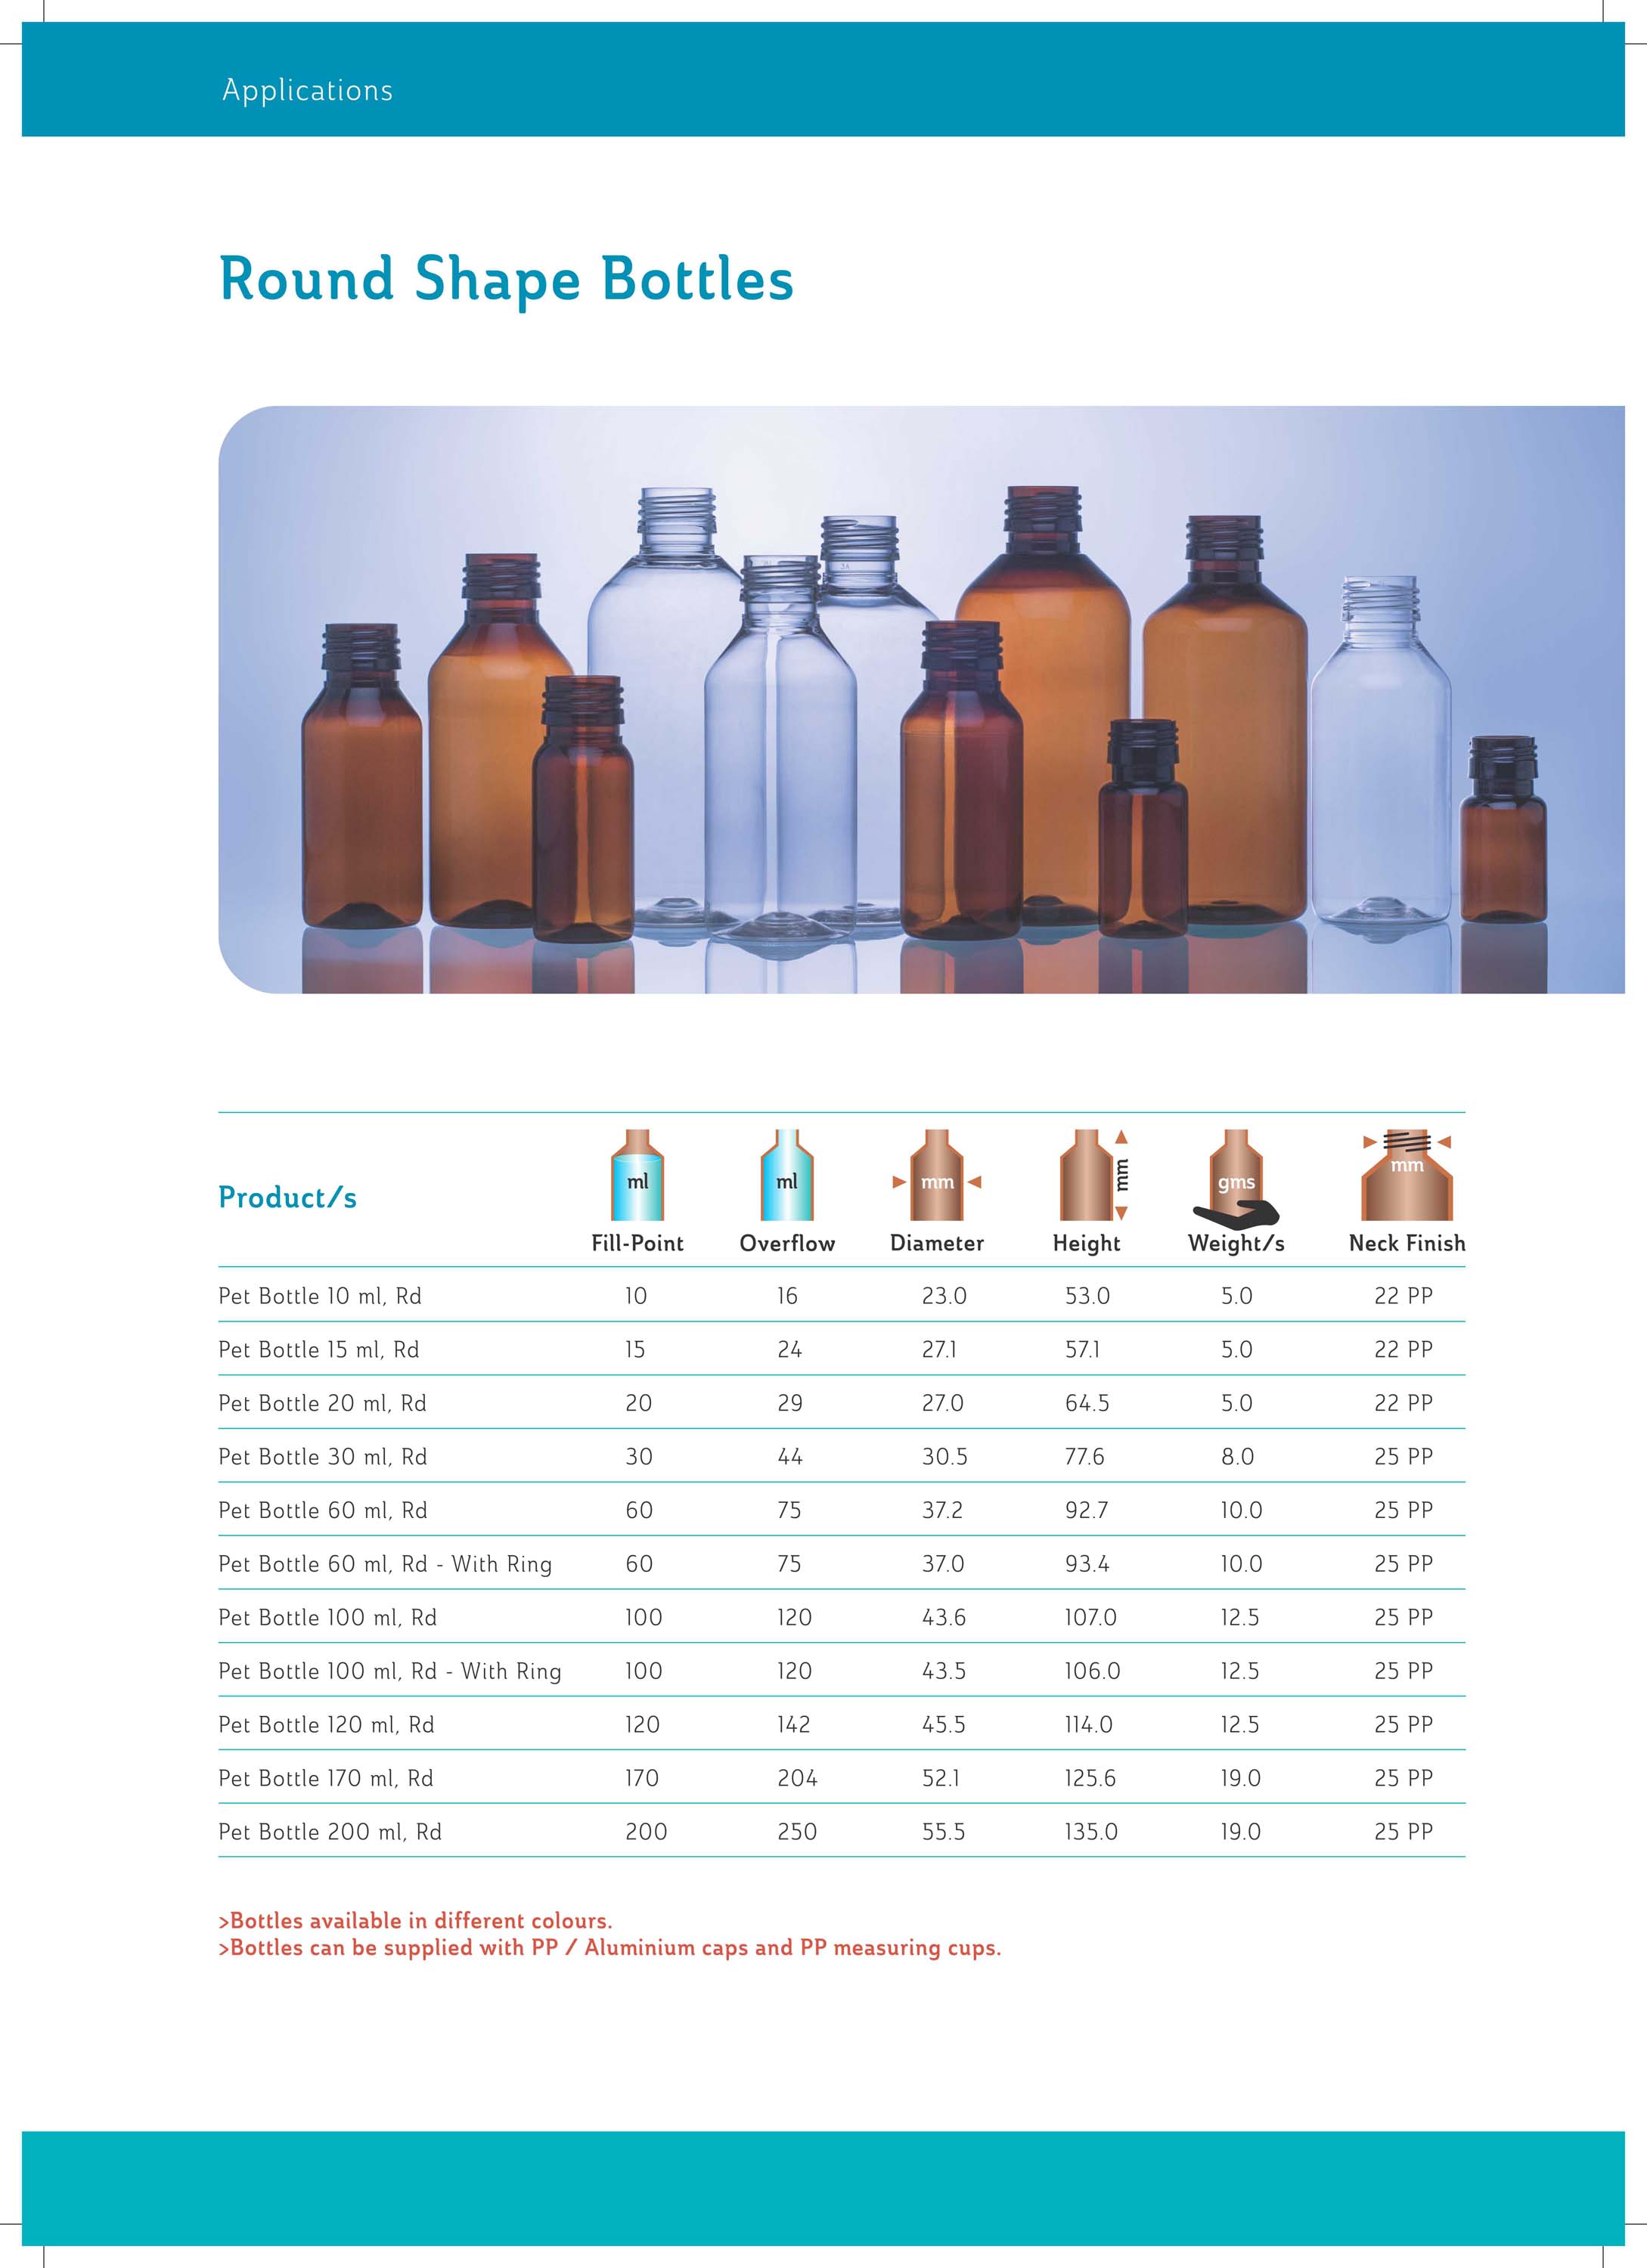 Applications
Round Shape Bottles
ml ml mm mm gms mm
Product/s
Fill-Point Overflow Diameter Height Weight/s Neck Finish
Pet Bottle 10 ml, Rd 10 16 23.0 53.0 5.0 22 PP
Pet Bottle 15 ml, Rd 15 24 27.1 57.1 5.0 22 PP
Pet Bottle 20 ml, Rd 20 29 27.0 64.5 5.0 22 PP
Pet Bottle 30 ml, Rd 30 44 30.5 77.6 8.0 25 PP
Pet Bottle 60 ml, Rd 60 75 37.2 92.7 10.0 25 PP
Pet Bottle 60 ml, Rd - With Ring 60 75 37.0 93.4 10.0 25 PP
Pet Bottle 100 ml, Rd 100 120 43.6 107.0 12.5 25 PP
Pet Bottle 100 ml, Rd - With Ring 100 120 43.5 106.0 12.5 25 PP
Pet Bottle 120 ml, Rd 120 142 45.5 114.0 12.5 25 PP
Pet Bottle 170 ml, Rd 170 204 52.1 125.6 19.0 25 PP
Pet Bottle 200 ml, Rd 200 250 55.5 135.0 19.0 25 PP
>Bottles available in different colours.
>Bottles can be supplied with PP / Aluminium caps and PP measuring cups.